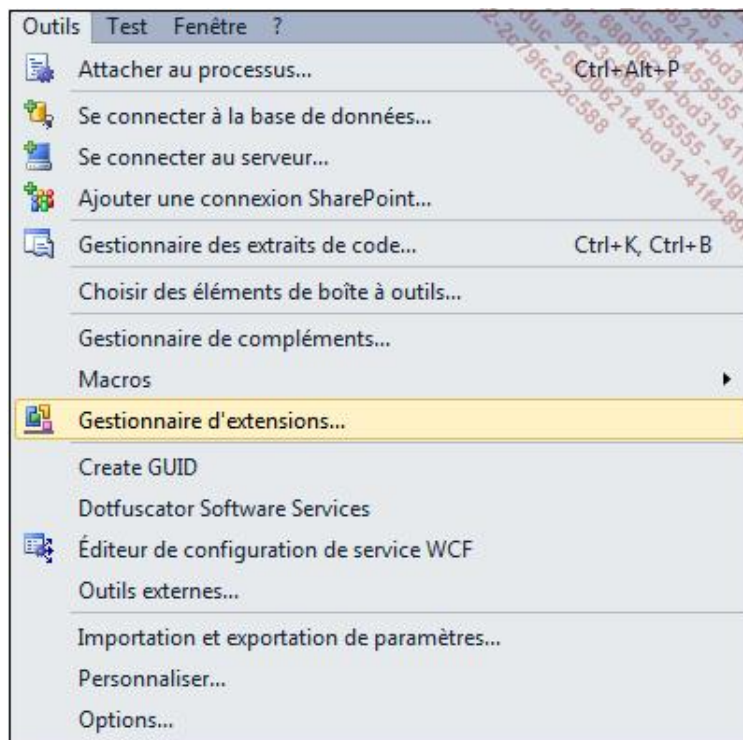 Outils Test Fenêtre ?
Attacher au processus... Ctrl+Alt+P
Se connecter à la base de données...
Se connecter au serveur...
Ajouter une connexion SharePoint...
Gestionnaire des extraits de code... Ctrl+K, Ctrl+B
Choisir des éléments de boîte à outils...
Gestionnaire de compléments...
Macros
Gestionnaire d'extensions...
Create GUID
Dotfuscator Software Services
Éditeur de configuration de service WCF
Outils externes...
Importation et exportation de paramètres...
Personnaliser...
Options...